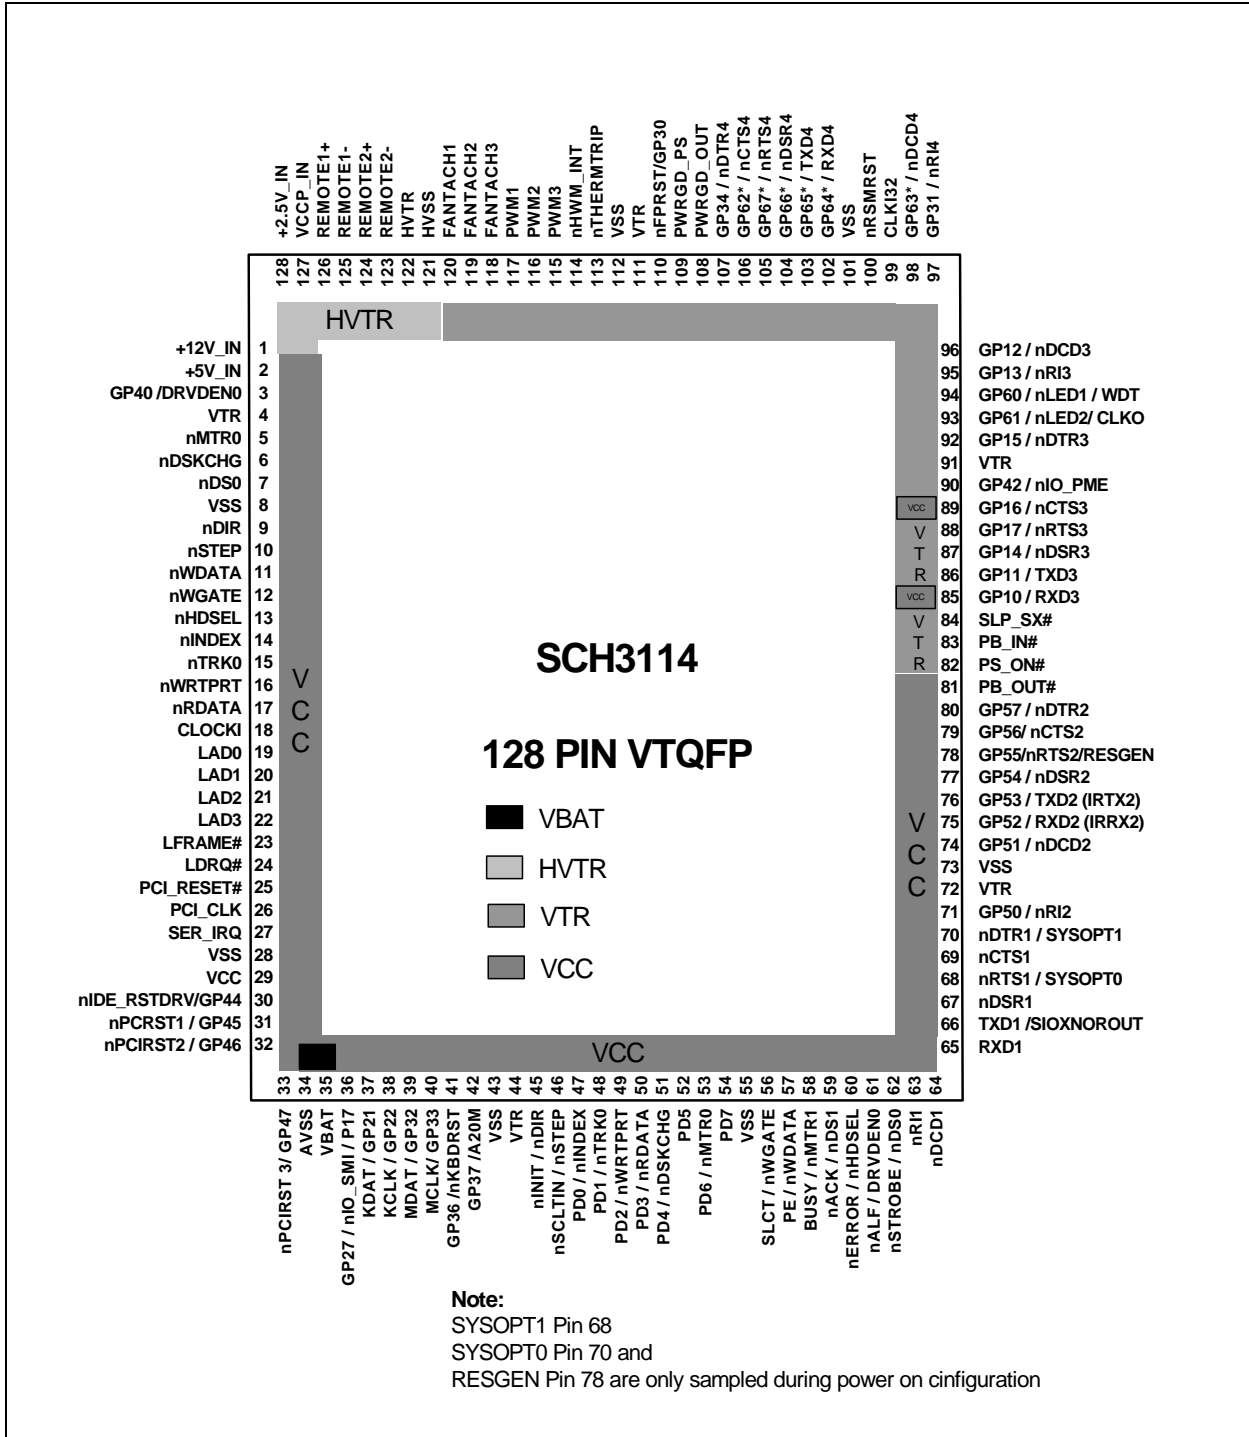 +2.5V_IN
VCCP_IN
REMOTE1+
REMOTE1-
REMOTE2+
REMOTE2-
HVTR
HVSS
FANTACH1
FANTACH2
FANTACH3
PWM1
PWM2
PWM3
nHWM_INT
nTHERMTRIP
VSS
VTR
nFPRST/GP30
PWRGD_PS
PWRGD_OUT
GP34 / nDTR4
GP62* / nCTS4
GP67* / nRTS4
GP66* / nDSR4
GP65* / TXD4
GP64* / RXD4
VSS
nRSMRST
CLKI32
GP63* / nDCD4
GP31 / nRI4
128
127
126
125
124
123
122
121
120
119
118
117
116
115
114
113
112
111
110
109
108
107
106
105
104
103
102
101
100
99
98
97
HVTR
+12V_IN 1
+5V_IN 2
GP40 /DRVDEN0 3
VTR 4
nMTR0 5
nDSKCHG 6
nDS0 7
VSS 8
nDIR 9
nSTEP 10
nWDATA 11
nWGATE 12
nHDSEL 13
nINDEX 14
nTRK0 15
nWRTPRT 16
nRDATA 17
CLOCKI 18
LAD0 19
LAD1 20
LAD2 21
LAD3 22
LFRAME# 23
LDRQ# 24
PCI_RESET# 25
PCI_CLK 26
SER_IRQ 27
VSS 28
VCC 29
nIDE_RSTDRV/GP44 30
nPCRST1 / GP45 31
nPCIRST2 / GP46 32
V
C
C
SCH3114
128 PIN VTQFP
VBAT
HVTR
VTR
VCC
96 GP12 / nDCD3
95 GP13 / nRI3
94 GP60 / nLED1 / WDT
93 GP61 / nLED2/ CLKO
92 GP15 / nDTR3
91 VTR
90 GP42 / nIO_PME
VCC 89 GP16 / nCTS3
V 88 GP17 / nRTS3
T 87 GP14 / nDSR3
R 86 GP11 / TXD3
VCC 85 GP10 / RXD3
V 84 SLP_SX#
T 83 PB_IN#
R 82 PS_ON#
81 PB_OUT#
80 GP57 / nDTR2
79 GP56/ nCTS2
78 GP55/nRTS2/RESGEN
77 GP54 / nDSR2
76 GP53 / TXD2 (IRTX2)
V 75 GP52 / RXD2 (IRRX2)
C 74 GP51 / nDCD2
73 VSS
C 72 VTR
71 GP50 / nRI2
70 nDTR1 / SYSOPT1
69 nCTS1
68 nRTS1 / SYSOPT0
67 nDSR1
66 TXD1 /SIOXNOROUT
65 RXD1
VCC
33
34
35
36
37
38
39
40
41
42
43
44
45
46
47
48
49
50
51
52
53
54
55
56
57
58
59
60
61
62
63
64
nPCIRST 3/ GP47
AVSS
VBAT
GP27 / nIO_SMI / P17
KDAT / GP21
KCLK / GP22
MDAT / GP32
MCLK/ GP33
GP36 /nKBDRST
GP37 /A20M
VSS
VTR
nINIT / nDIR
nSCLTIN / nSTEP
PD0 / nINDEX
PD1 / nTRK0
PD2 / nWRTPRT
PD3 / nRDATA
PD4 / nDSKCHG
PD5
PD6 / nMTR0
PD7
VSS
SLCT / nWGATE
PE / nWDATA
BUSY / nMTR1
nACK / nDS1
nERROR / nHDSEL
nALF / DRVDEN0
nSTROBE / nDS0
nRI1
nDCD1
Note:
SYSOPT1 Pin 68
SYSOPT0 Pin 70 and
RESGEN Pin 78 are only sampled during power on cinfiguration